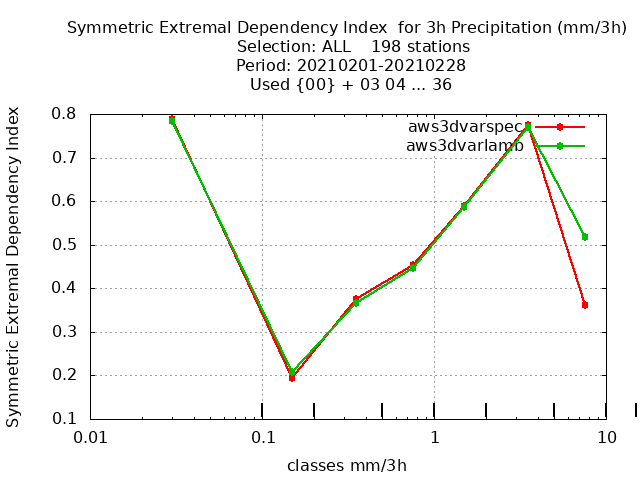 Symmetric Extremal Dependency Index  for 3h Precipitation (mm/3h)
Selection: ALL    198 stations
Period: 20210201-20210228
Used {00} + 03 04 ... 36
aws3dvarspec
aws3dvarlamb
Symmetric Extremal Dependency Index
0.8
0.7
0.6
0.5
0.4
0.3
0.2
0.1
0.01
0.1
1
10
classes mm/3h